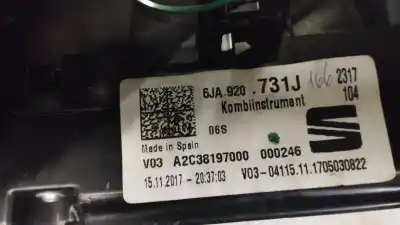 6JA.920 .731J 166 2317
Kombiinstrument 104
06S
Made in Spain
V03 A2C38197000 000246
15.11.2017 - 20:37:03 V03-04115.11.1705030822